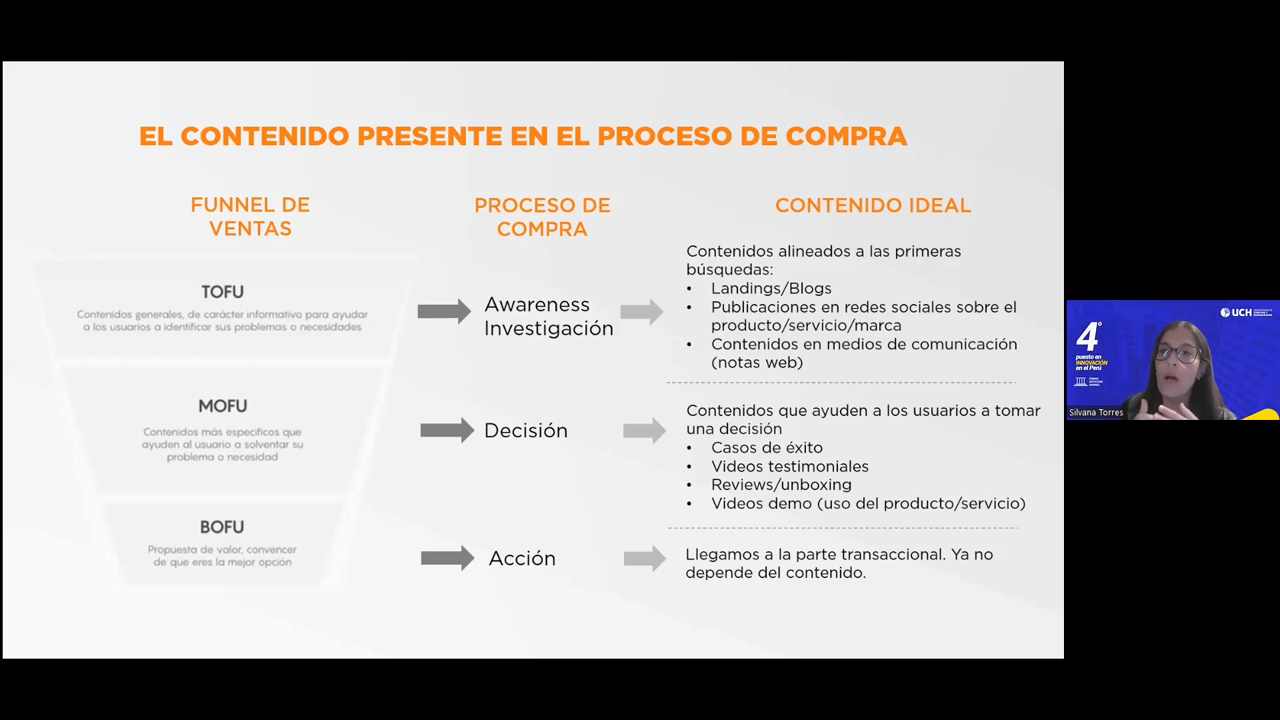 EL CONTENIDO PRESENTE EN EL PROCESO DE COMPRA
FUNNEL DE
VENTAS
PROCESO DE
COMPRA
CONTENIDO IDEAL
TOFU
Contenidos generales, de carácter informativo para ayudar
a los usuarios a identificar sus problemas o necesidades
Awareness
Investigación
Contenidos alineados a las primeras
búsquedas:
• Landings/Blogs
• Publicaciones en redes sociales sobre el
producto/servicio/marca
• Contenidos en medios de comunicación
(notas web)
MOFU
Contenidos más específicos que
ayuden al usuario a solventar su
problema o necesidad
Decisión
Contenidos que ayuden a los usuarios a tomar
una decisión
• Casos de éxito
• Videos testimoniales
• Reviews/unboxing
• Videos demo (uso del producto/servicio)
BOFU
Propuesta de valor, convencer
de que eres la mejor opción
Acción
Llegamos a la parte transaccional. Ya no
depende del contenido.
UCH
4°
puesto en
INNOVACIÓN
en el Perú
Silvana Torres